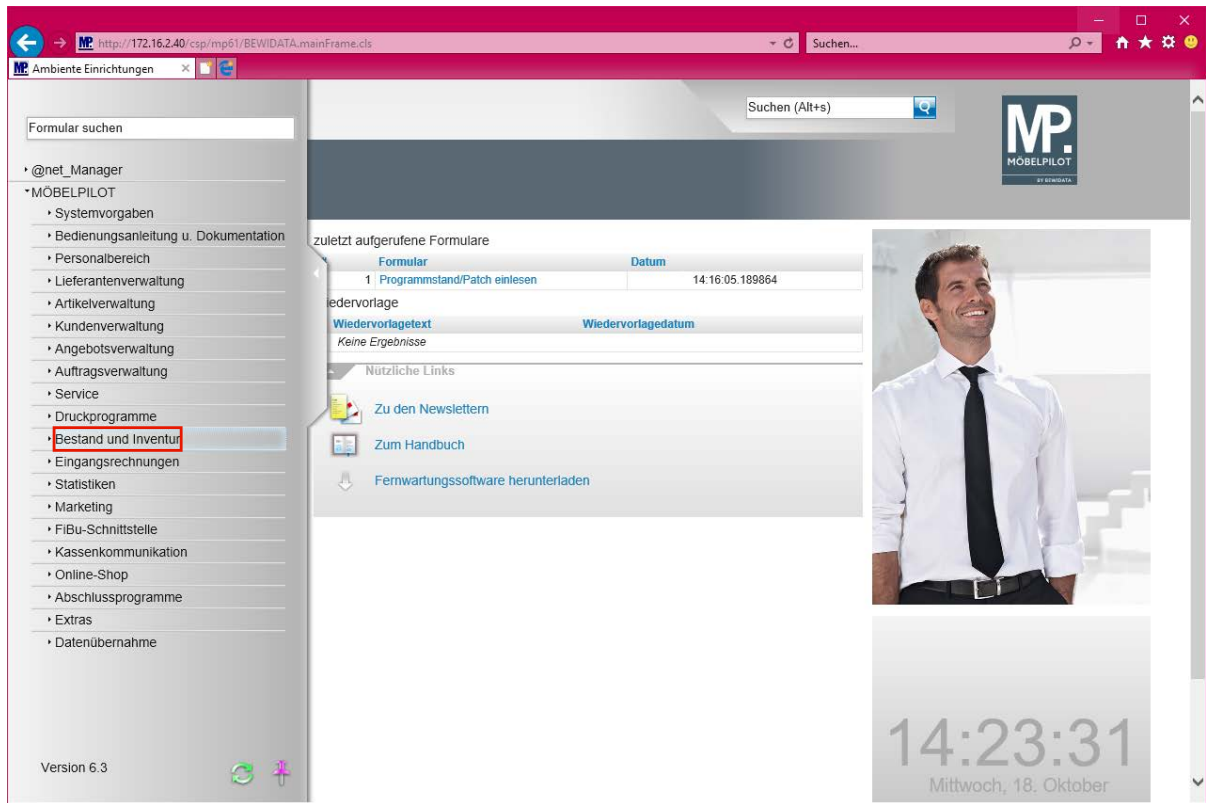 http://172.16.2.40/csp/mp61/BEWIDATA.mainFrame.cls
Suchen...
MP. Ambiente Einrichtungen
Formular suchen
Suchen (Alt+s)
MP.
MÖBELPILOT
BY BEWIDATA
@net_Manager
MÖBELPILOT
Systemvorgaben
Bedienungsanleitung u. Dokumentation
Personalbereich
Lieferantenverwaltung
Artikelverwaltung
Kundenverwaltung
Angebotsverwaltung
Auftragsverwaltung
Service
Druckprogramme
Bestand und Inventur
Eingangsrechnungen
Statistiken
Marketing
FiBu-Schnittstelle
Kassenkommunikation
Online-Shop
Abschlussprogramme
Extras
Datenübernahme
Version 6.3
zuletzt aufgerufene Formulare
Formular Datum
1 Programmstand/Patch einlesen 14:16:05.189864
iedervorlage
Wiedervorlagetext Wiedervorlagedatum
Keine Ergebnisse
Nützliche Links
Zu den Newslettern
Zum Handbuch
Fernwartungssoftware herunterladen
14:23:31
Mittwoch, 18. Oktober